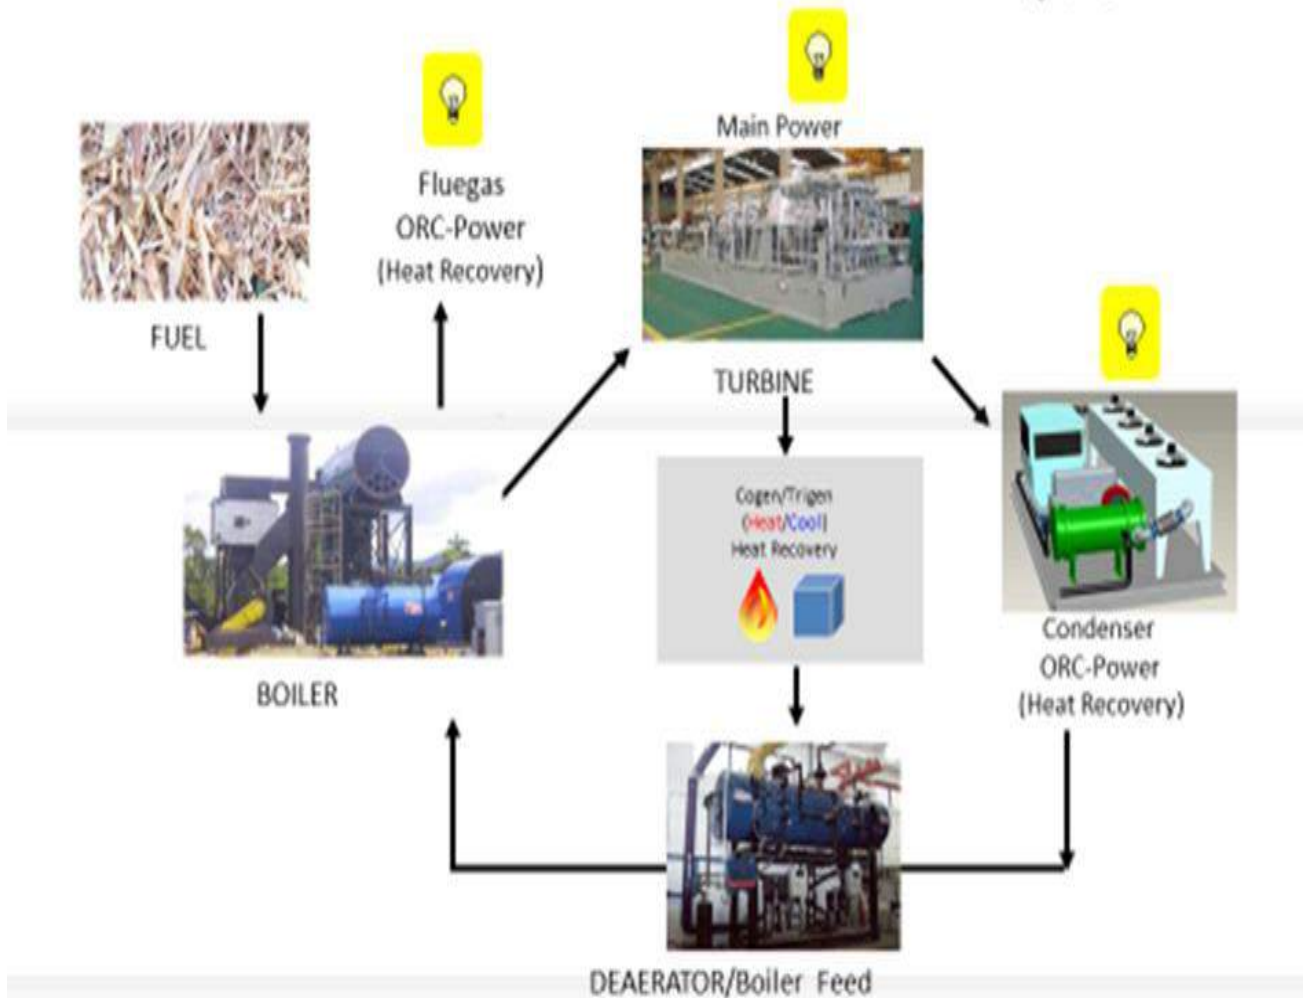 Main Power
Fluegas
ORC-Power
(Heat Recovery)
FUEL
TURBINE
Cogen/Trigen
(Heat/Cool)
Heat Recovery
Condenser
ORC-Power
(Heat Recovery)
BOILER
DEAERATOR/Boiler Feed